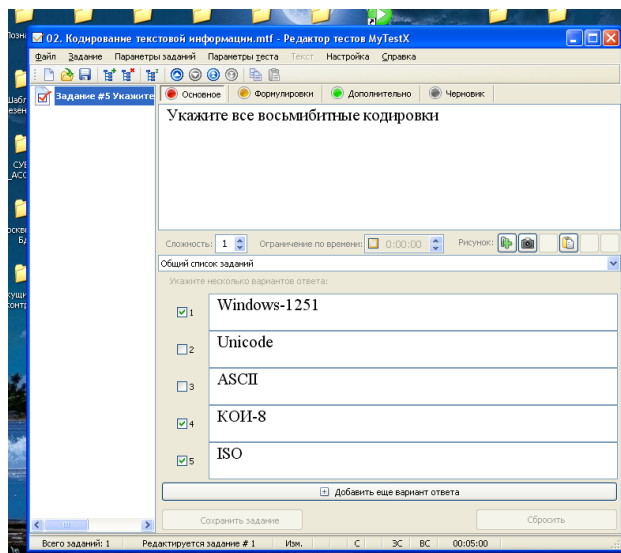 02. Кодирование текстовой информации.mtf - Редактор тестов MyTestX
Файл Задание Параметры заданий Параметры теста Текст Настройка Справка
Задание #5 Укажите
Основное Формулировки Дополнительно Черновик
Укажите все восьмибитные кодировки
Сложность: 1 Ограничение по времени: 0:00:00 Рисунок:
Общий список заданий
Укажите несколько вариантов ответа:
1 Windows-1251
2 Unicode
3 ASCII
4 КОИ-8
5 ISO
Добавить еще вариант ответа
Сохранить задание Сбросить
Всего заданий: 1 Редактируется задание # 1 Изм. С ЗС ВС 00:05:00